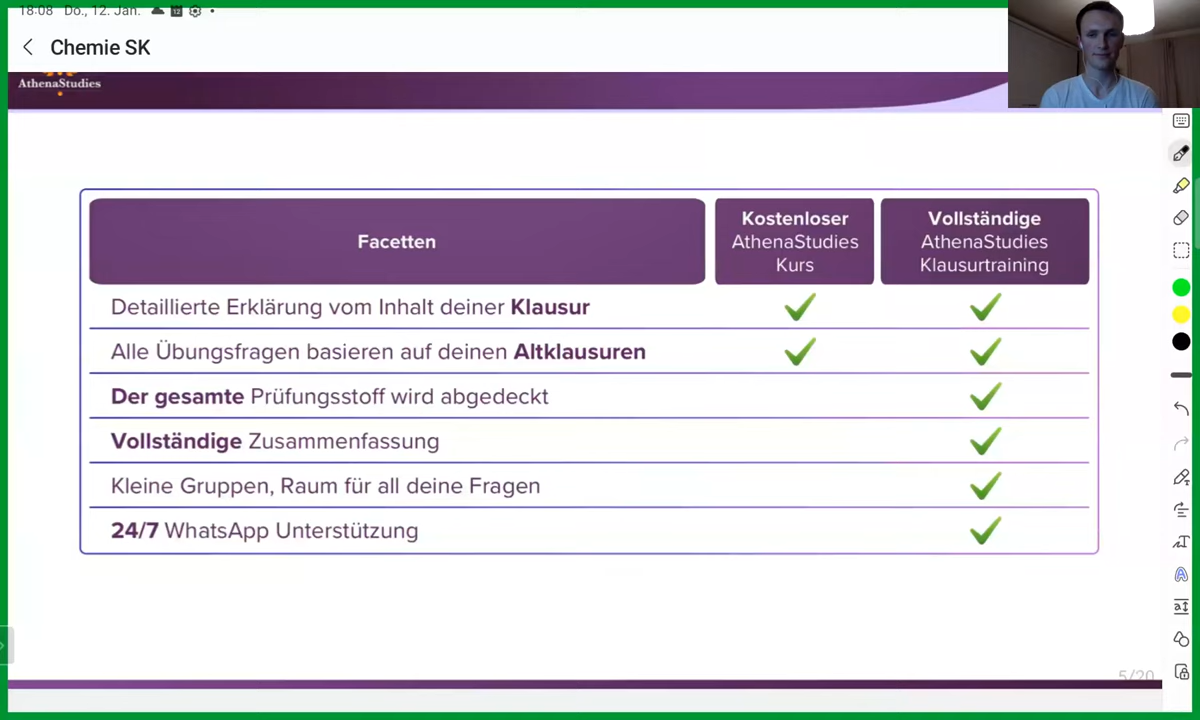 18:08 Do., 12. Jan.
Chemie SK
AthenaStudies
Facetten
Kostenloser
AthenaStudies
Kurs
Vollständige
AthenaStudies
Klausurtraining
Detaillierte Erklärung vom Inhalt deiner Klausur
Alle Übungsfragen basieren auf deinen Altklausuren
Der gesamte Prüfungsstoff wird abgedeckt
Vollständige Zusammenfassung
Kleine Gruppen, Raum für all deine Fragen
24/7 WhatsApp Unterstützung
5/20